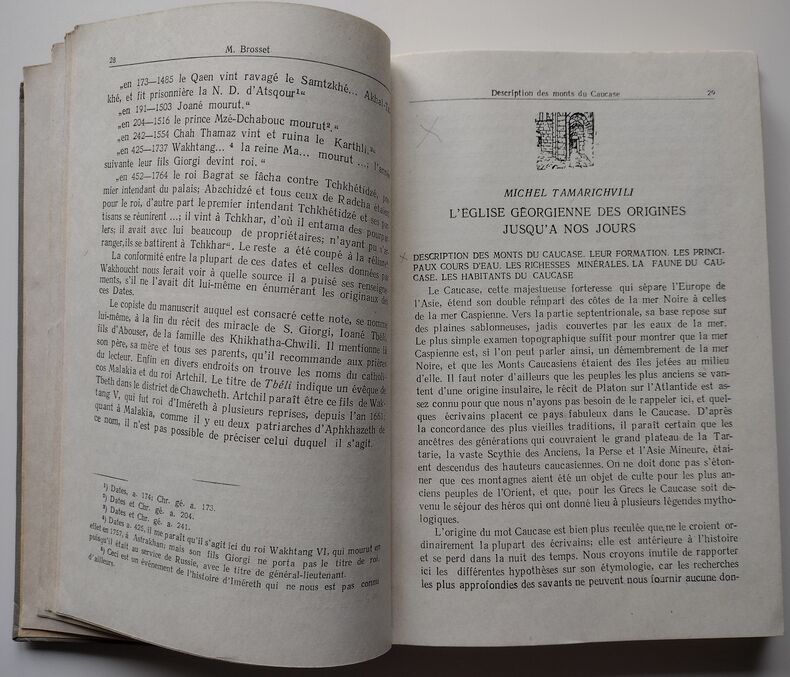 28
M. Brosset
„en 173—1485 le Qaen vint ravagé le Samtzkhé... Akhal-Tz
khé, et fit prisonnière la N. D. d'Atsqour¹“
„en 191—1503 Joané mourut.“
„en 204—1516 le prince Mzé-Dchabouc mourut².“
„en 242—1554 Chah Thamaz vint et ruina le Karthli.³“
„en 425—1737 Wakhtang... ⁴ la reine Ma... mourut ...; l'année
suivante leur fils Giorgi devint roi.“
„en 452—1764 le roi Bagrat se fâcha contre Tchkhétidzé,
mier intendant du palais; Abachidzé et tous ceux de Radcha étaient
pour le roi, d'autre part le premier intendant Tchkhétidzé et ses
tisans se réunirent ...; il vint à Tchkhar, d'où il entama des
lers; il avait avec lui beaucoup de propriétaires; n'ayant pu s'ar-
ranger, ils se battirent à Tchkhar“. Le reste a été coupé à la
La conformité entre la plupart de ces dates et celles données par
Wakhoucht nous ferait voir à quelle source il a puisé ses renseigne-
ments, s'il ne l'avait dit lui-même en énumérant les originaux de
ces Dates.
Le copiste du manuscrit auquel est consacré cette note, se nomme
lui-même, à la fin du récit des miracle de S. Giorgi, Ioané Thbéli,
fils d'Abouser, de la famille des Khikhatha-Chwili. Il mentionne là
son père, sa mère et tous ses parents, qu'il recommande aux prières
du lecteur. Enfin en divers endroits on trouve les noms du catholi-
cos Malakia et du roi Artchil. Le titre de Tbéli indique un évêque de
Tbeth dans le district de Chawcheth. Artchil paraît être ce fils de Wak-
tang V, qui fut roi d'Iméreth à plusieurs reprises, depuis l'an 1661;
quant à Malakia, comme il y eu deux patriarches d'Aphkhazeth de
ce nom, il n'est pas possible de préciser celui duquel il s'agit.
¹) Dates, a. 174; Chr. gé. a. 173.
²) Dates et Chr. gé. a. 204.
³) Dates et Chr. a. 241.
⁴) Dates a. 425, il me paraît qu'il s'agit ici du roi Wakhtang VI, qui mourut en
effet en 1757, à Astrakhan; mais son fils Giorgi ne porta pas le titre de roi,
puisqu'il était au service de Russie, avec le titre de général-lieutenant.
⁵) Ceci est un événement de l'histoire d'Iméreth qui ne nous est pas connu
d'ailleurs.
Description des monts du Caucase
29
MICHEL TAMARICHVILI
L'EGLISE GÉORGIENNE DES ORIGINES
JUSQU'A NOS JOURS
DESCRIPTION DES MONTS DU CAUCASE. LEUR FORMATION. LES PRINCI-
PAUX COURS D'EAU. LES RICHESSES MINÉRALES. LA FAUNE DU CAU-
CASE. LES HABITANTS DU CAUCASE
Le Caucase, cette majestueuse forteresse qui sépare l'Europe de
l'Asie, étend son double rempart des côtes de la mer Noire à celles
de la mer Caspienne. Vers la partie septentrionale, sa base repose sur
des plaines sablonneuses, jadis couvertes par les eaux de la mer.
Le plus simple examen topographique suffit pour montrer que la mer
Caspienne est, si l'on peut parler ainsi, un démembrement de la mer
Noire, et que les Monts Caucasiens étaient des îles jetées au milieu
d'elle. Il faut noter d'ailleurs que les peuples les plus anciens se van-
tent d'une origine insulaire, le récit de Platon sur l'Atlantide est as-
sez connu pour que nous n'ayons pas besoin de le rappeler ici, et quel-
ques écrivains placent ce pays fabuleux dans le Caucase. D'après
la concordance des plus vieilles traditions, il paraît certain que les
ancêtres des générations qui couvraient le grand plateau de la Tar-
tarie, la vaste Scythie des Anciens, la Perse et l'Asie Mineure, étai-
ent descendus des hauteurs caucasiennes. On ne doit donc pas s'éton-
ner que ces montagnes aient été un objet de culte pour les plus an-
ciens peuples de l'Orient, et que, pour les Grecs le Caucase soit de-
venu le séjour des héros qui ont donné lieu à plusieurs légendes mytho-
logiques.
L'origine du mot Caucase est bien plus reculée que ne le croient or-
dinairement la plupart des écrivains; elle est antérieure à l'histoire
et se perd dans la nuit des temps. Nous croyons inutile de rapporter
ici les différentes hypothèses sur son étymologie, car les recherches
les plus approfondies des savants ne peuvent nous fournir aucune don-